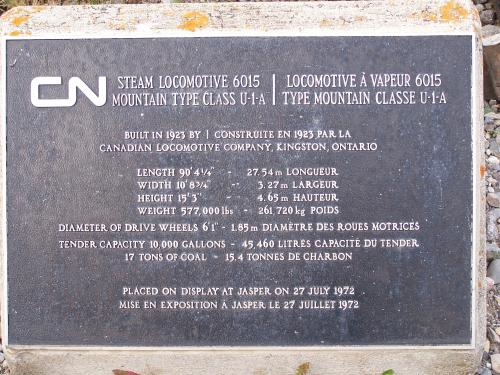 CN STEAM LOCOMOTIVE 6015 | LOCOMOTIVE À VAPEUR 6015
MOUNTAIN TYPE CLASS U-1-A | TYPE MOUNTAIN CLASSE U-1-A
BUILT IN 1923 BY | CONSTRUITE EN 1923 PAR LA
CANADIAN LOCOMOTIVE COMPANY, KINGSTON, ONTARIO
LENGTH 90' 4¼" - 27.54 m LONGUEUR
WIDTH 10' 8¾" -- 3.27 m LARGEUR
HEIGHT 15' 3" -- 4.65 m HAUTEUR
WEIGHT 577,000 lbs - 261,720 kg POIDS
DIAMETER OF DRIVE WHEELS 6' 1" - 1.85 m DIAMÈTRE DES ROUES MOTRICES
TENDER CAPACITY 10,000 GALLONS - 45,460 LITRES CAPACITÉ DU TENDER
17 TONS OF COAL - 15.4 TONNES DE CHARBON
PLACED ON DISPLAY AT JASPER ON 27 JULY 1972
MISE EN EXPOSITION À JASPER LE 27 JUILLET 1972